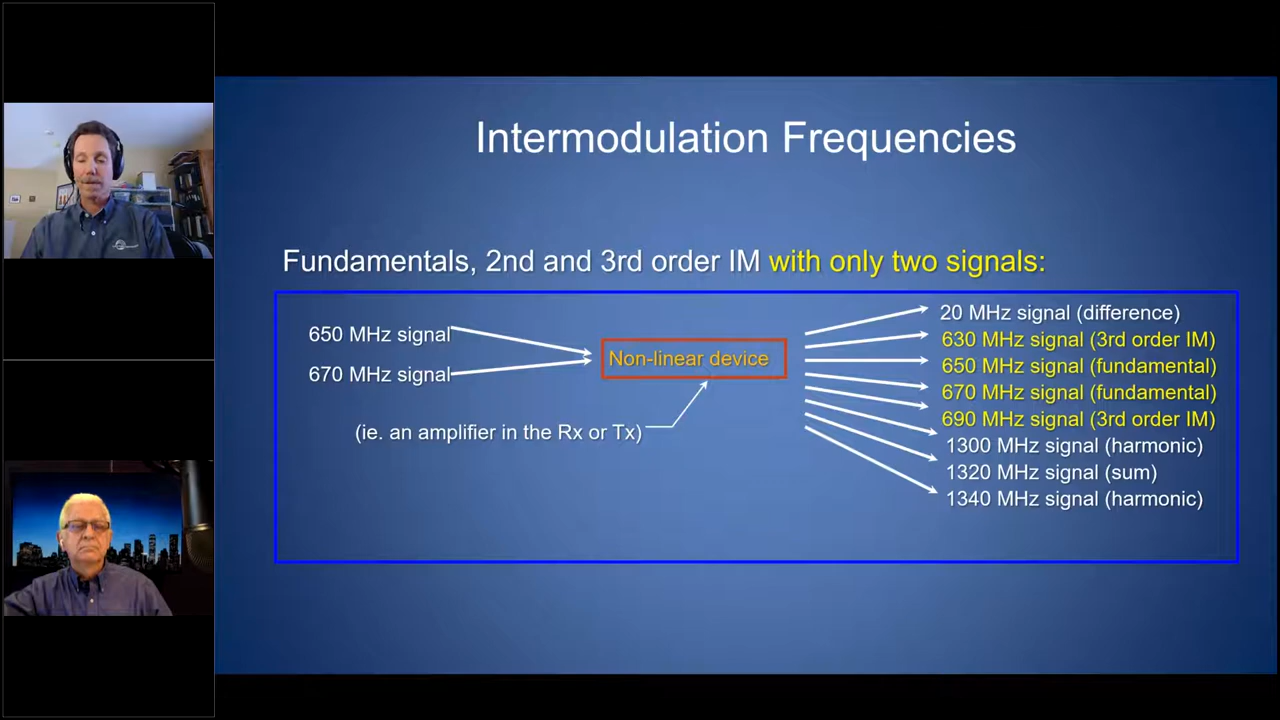 Intermodulation Frequencies
Fundamentals, 2nd and 3rd order IM with only two signals:
650 MHz signal
670 MHz signal
Non-linear device
(ie. an amplifier in the Rx or Tx)
20 MHz signal (difference)
630 MHz signal (3rd order IM)
650 MHz signal (fundamental)
670 MHz signal (fundamental)
690 MHz signal (3rd order IM)
1300 MHz signal (harmonic)
1320 MHz signal (sum)
1340 MHz signal (harmonic)